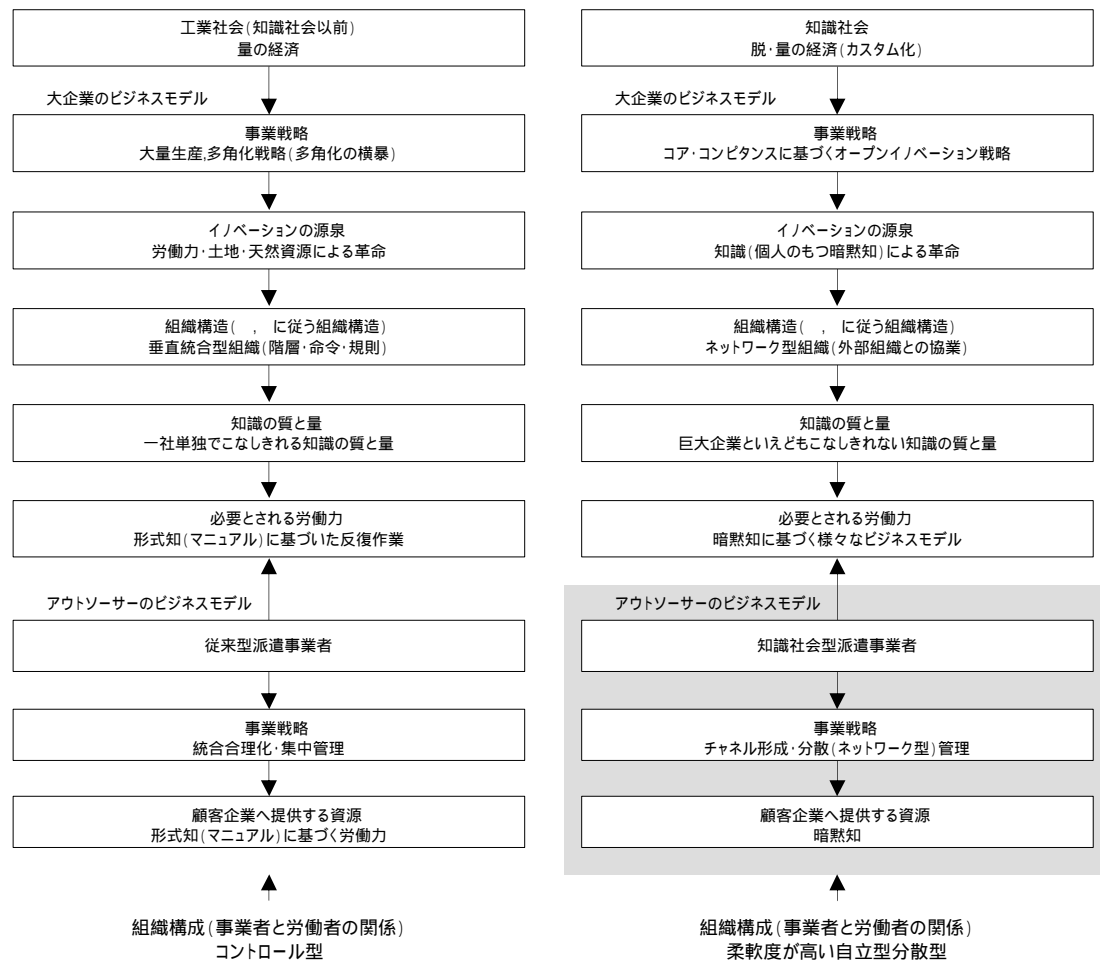 工業社会(知識社会以前)
量の経済
大企業のビジネスモデル
事業戦略
大量生産,多角化戦略(多角化の横暴)
イノベーションの源泉
労働力・土地・天然資源による革命
組織構造(　,　に従う組織構造)
垂直統合型組織(階層・命令・規則)
知識の質と量
一社単独でこなしきれる知識の質と量
必要とされる労働力
形式知(マニュアル)に基づいた反復作業
アウトソーサーのビジネスモデル
従来型派遣事業者
事業戦略
統合合理化・集中管理
顧客企業へ提供する資源
形式知(マニュアル)に基づく労働力
組織構成(事業者と労働者の関係)
コントロール型
知識社会
脱・量の経済(カスタム化)
大企業のビジネスモデル
事業戦略
コア・コンピタンスに基づくオープンイノベーション戦略
イノベーションの源泉
知識(個人のもつ暗黙知)による革命
組織構造(　,　に従う組織構造)
ネットワーク型組織(外部組織との協業)
知識の質と量
巨大企業といえどもこなしきれない知識の質と量
必要とされる労働力
暗黙知に基づく様々なビジネスモデル
アウトソーサーのビジネスモデル
知識社会型派遣事業者
事業戦略
チャネル形成・分散(ネットワーク型)管理
顧客企業へ提供する資源
暗黙知
組織構成(事業者と労働者の関係)
柔軟度が高い自立型分散型